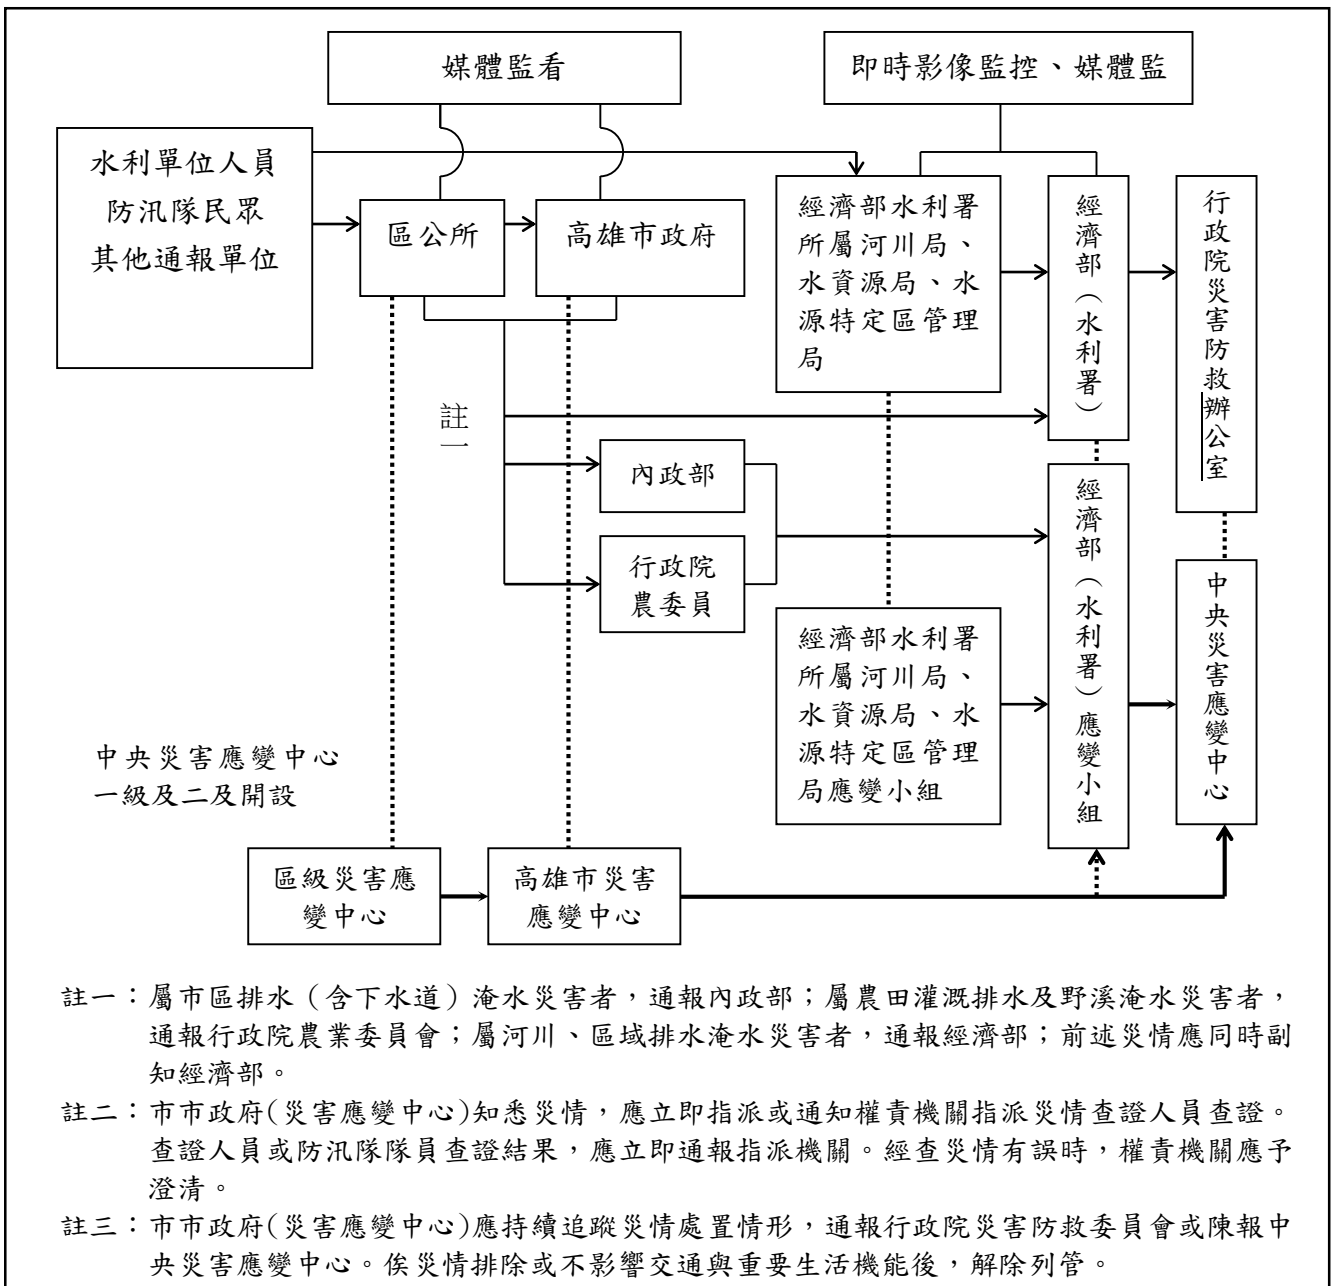 媒體監看
即時影像監控、媒體監
水利單位人員
防汛隊民眾
其他通報單位
區公所
高雄市政府
經濟部水利署
所屬河川局、
水資源局、水
源特定區管理
局
經濟部（水利署）
行政院災害防救辦公室
註一
內政部
行政院
農委員
經濟部水利署
所屬河川局、
水資源局、水
源特定區管理
局應變小組
經濟部（水利署）應變小組
中央災害應變中心
中央災害應變中心
一級及二及開設
區級災害應
變中心
高雄市災害
應變中心
註一：屬市區排水（含下水道）淹水災害者，通報內政部；屬農田灌溉排水及野溪淹水災害者，
通報行政院農業委員會；屬河川、區域排水淹水災害者，通報經濟部；前述災情應同時副
知經濟部。
註二：市市政府(災害應變中心)知悉災情，應立即指派或通知權責機關指派災情查證人員查證。
查證人員或防汛隊隊員查證結果，應立即通報指派機關。經查災情有誤時，權責機關應予
澄清。
註三：市市政府(災害應變中心)應持續追蹤災情處置情形，通報行政院災害防救委員會或陳報中
央災害應變中心。俟災情排除或不影響交通與重要生活機能後，解除列管。